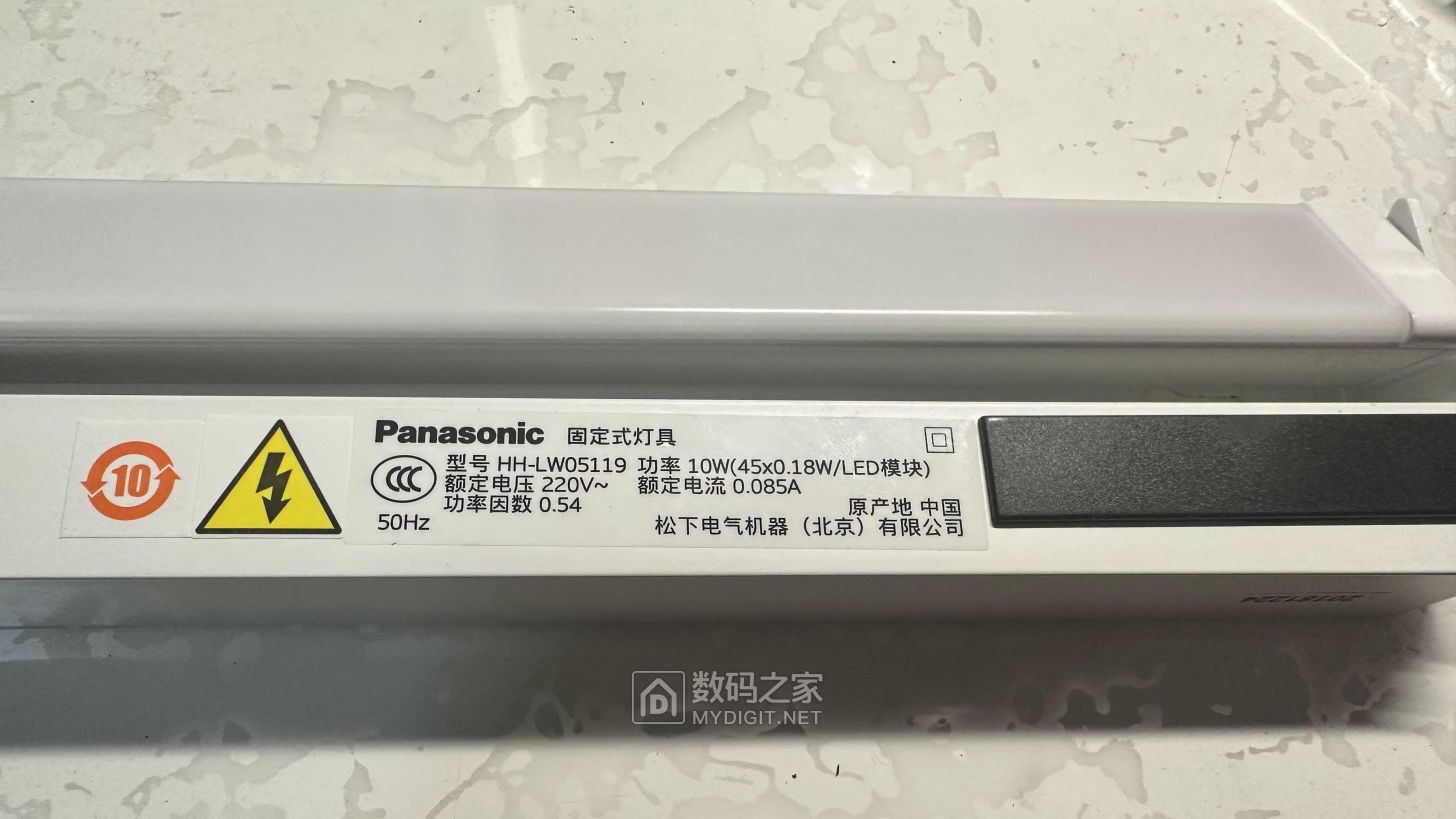 Panasonic 固定式灯具
型号 HH-LW05119 功率 10W(45x0.18W/LED模块)
额定电压 220V~ 额定电流 0.085A
功率因数 0.54 原产地 中国
50Hz 松下电气机器（北京）有限公司
10
20181224
数码之家
MYDIGIT.NET